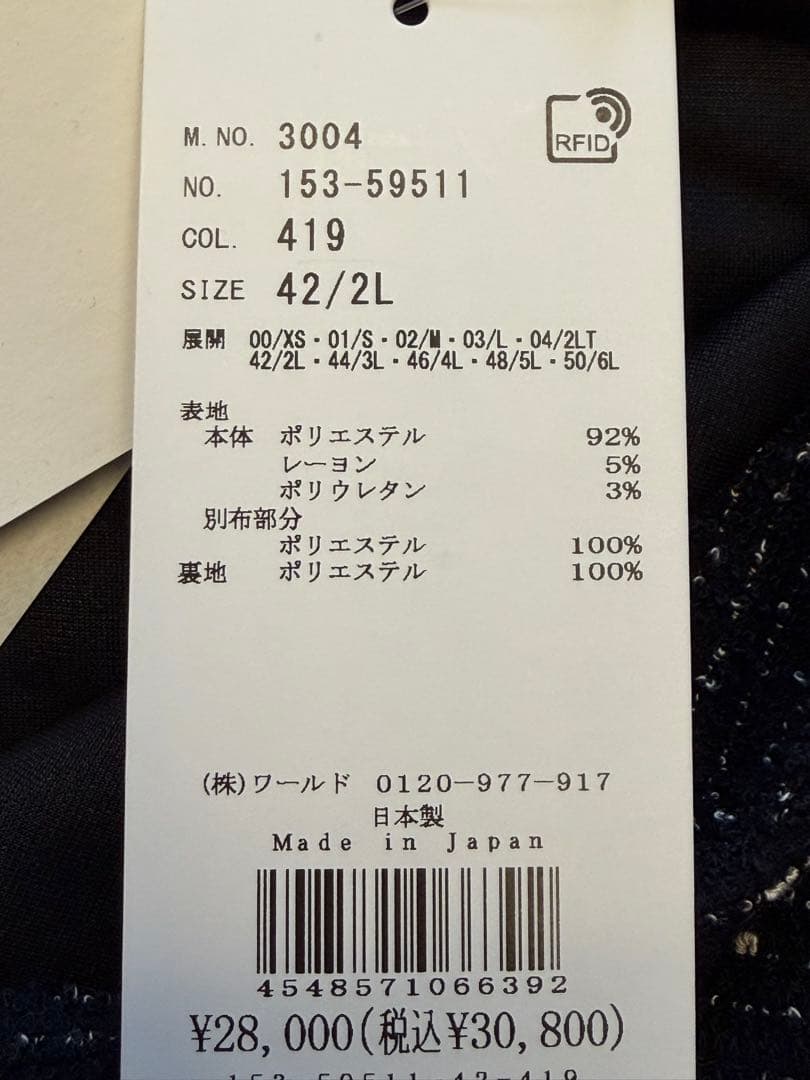 RFID
M.NO. 3004
NO. 153-59511
COL. 419
SIZE 42/2L
展開 00/XS・01/S・02/M・03/L・04/2LT
42/2L・44/3L・46/4L・48/5L・50/6L
表地
本体 ポリエステル 92%
レーヨン 5%
ポリウレタン 3%
別布部分
ポリエステル 100%
裏地 ポリエステル 100%
(株)ワールド 0120-977-917
日本製
Made in Japan
4548571066392
¥28,000(税込¥30,800)
153-59511-42-419